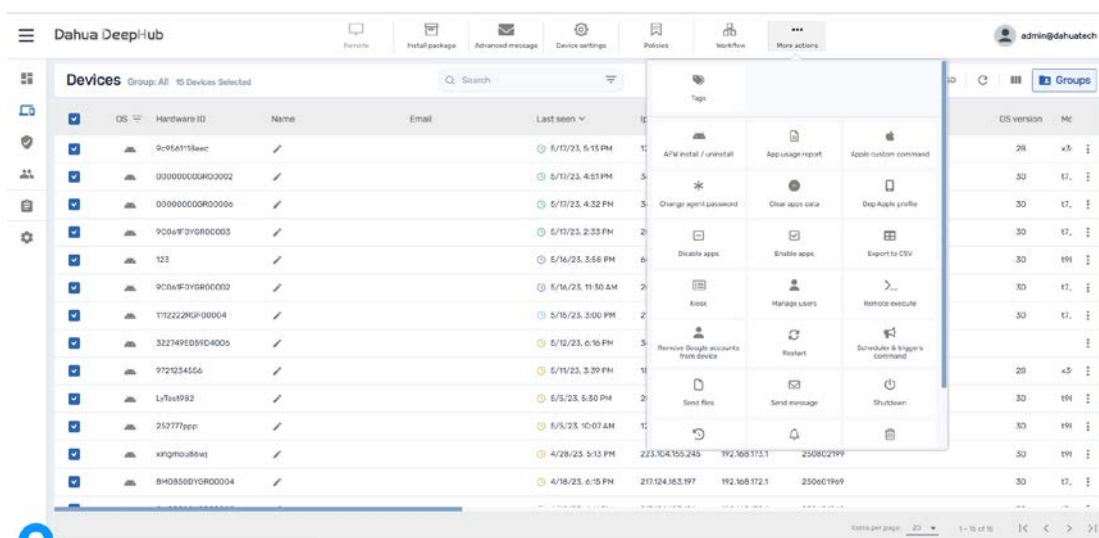 Dahua DeepHub
Remote
Install package
Advanced message
Device settings
Policies
Workflow
More actions
admin@dahuatech
Devices Group: All 15 Devices Selected
Search
Groups
Tags
OS Hardware ID Name Email Last seen OS version
9c9561118eec 5/17/23, 5:13 PM 28
5/17/23, 4:51 PM 30
5/17/23, 4:32 PM 30
5/17/23, 2:33 PM 30
123 5/16/23, 3:58 PM 30
5/16/23, 11:30 AM 30
5/15/23, 3:00 PM 30
5/12/23, 6:16 PM
9721234556 5/11/23, 3:39 PM 28
LyTest982 5/5/23, 5:30 PM 30
252777ppp 5/5/23, 10:07 AM 30
4/28/23, 5:13 PM 223.104.155.245 192.168.173.1 250802199 30
4/18/23, 6:15 PM 217.124.183.197 192.168.172.1 250601969 30
AFW install / uninstall
App usage report
Apple custom command
Change agent password
Clear apps data
Dep Apple profile
Disable apps
Enable apps
Export to CSV
Kiosk
Manage users
Remote execute
Remove Google accounts
from device
Restart
Scheduler & triggers
command
Send files
Send message
Shutdown
Items per page: 20 1 - 15 of 15